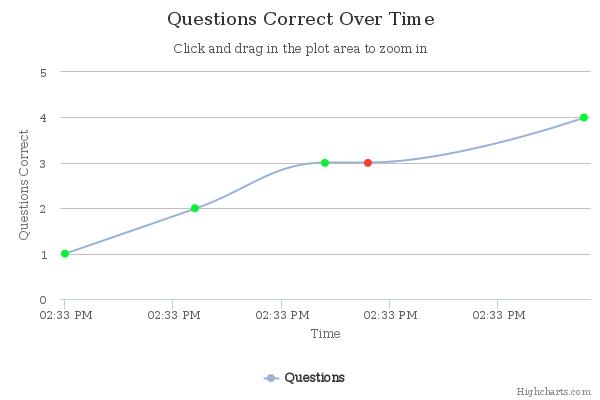 Questions Correct Over Time
Click and drag in the plot area to zoom in
Questions Correct
5
4
3
2
1
0
02:33 PM 02:33 PM 02:33 PM 02:33 PM 02:33 PM
Time
Questions
Highcharts.com